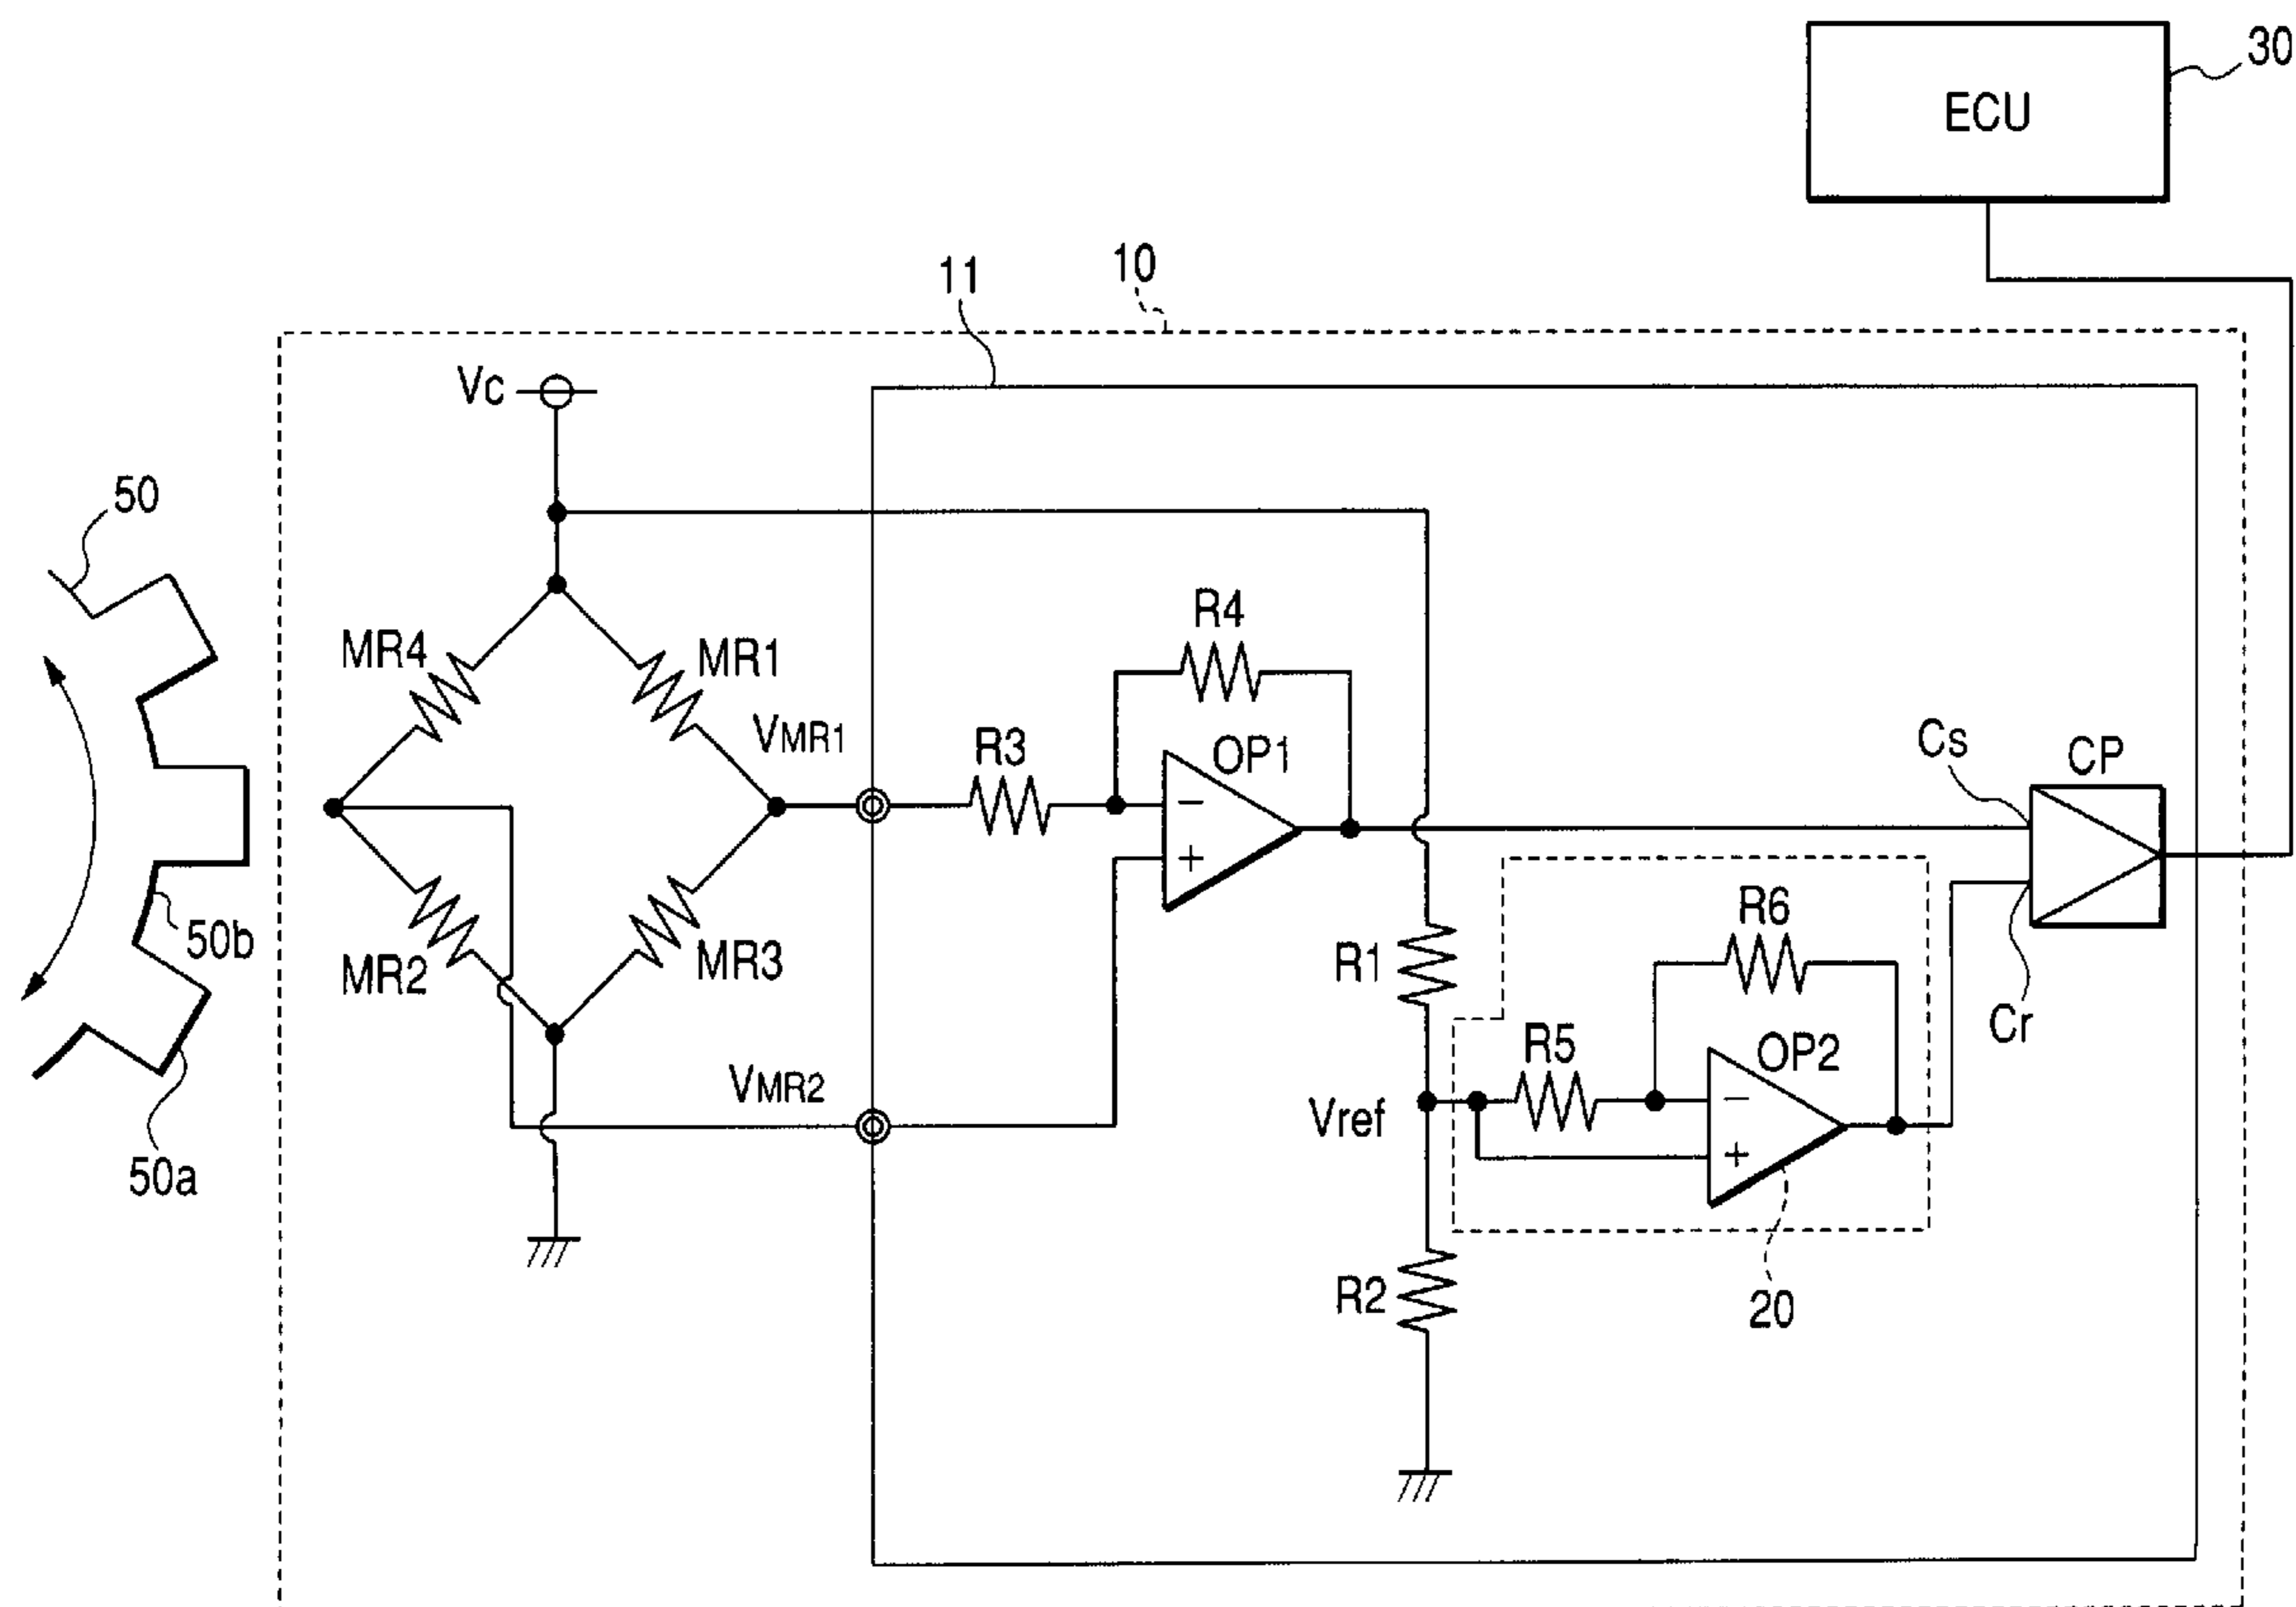 30
ECU
10
11
Vc
50
R4
MR4
MR1
VMR1
R3
OP1
Cs
CP
−
+
R6
50b
R1
MR2
MR3
Cr
R5
OP2
VMR2
Vref
−
+
50a
R2
20